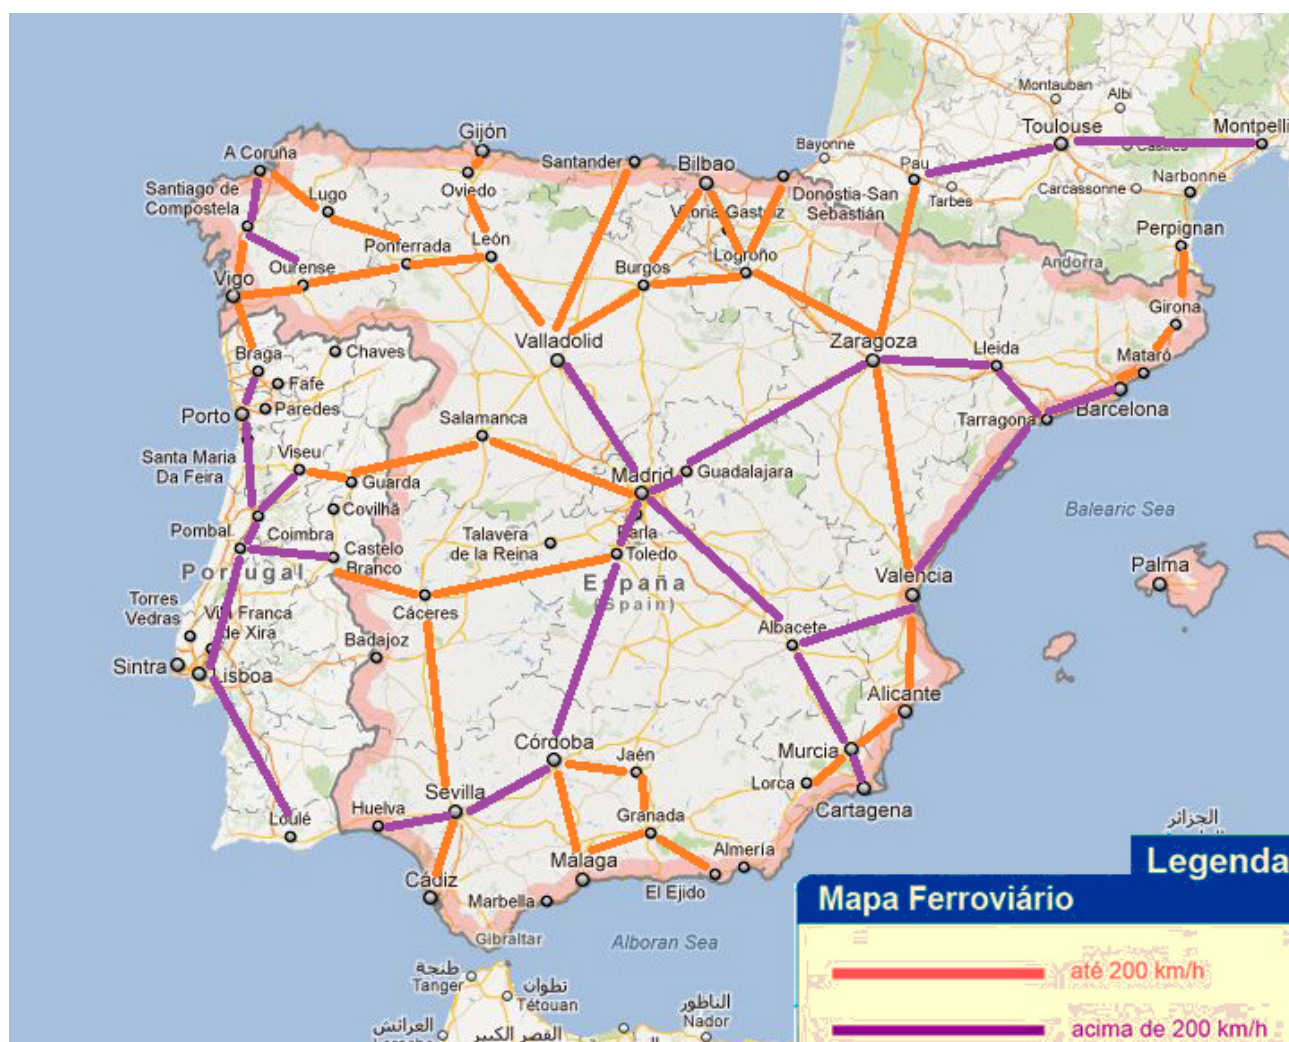 Montauban
Albi
Toulouse
Montpelli
Castres
Bayonne
Pau
Tarbes
Carcassonne
Narbonne
Perpignan
Andorra
Gijón
A Coruña
Santander
Bilbao
Oviedo
Donostia-San
Sebastián
Santiago de
Compostela
Lugo
Vitoria-Gasteiz
León
Ponferrada
Logroño
Ourense
Burgos
Vigo
Girona
Valladolid
Zaragoza
Lleida
Mataró
Braga
Chaves
Fafe
Porto
Paredes
Salamanca
Tarragona
Barcelona
Santa Maria
Da Feira
Viseu
Guarda
Madrid
Guadalajara
Covilhã
Pombal
Coimbra
Parla
Talavera
de la Reina
Castelo
Branco
Toledo
Balearic Sea
Portugal
España
(Spain)
Valencia
Palma
Torres
Vedras
Vila Franca
de Xira
Cáceres
Badajoz
Albacete
Sintra
Lisboa
Alicante
Córdoba
Jaén
Murcia
Lorca
Cartagena
Huelva
Sevilla
Loulé
Granada
الجزائر
Almería
Málaga
El Ejido
Cádiz
Marbella
Gibraltar
Alboran Sea
طنجة
Tanger
تطوان
Tétouan
الناظور
Nador
العرائش
القصر الكبير
Legenda
Mapa Ferroviário
até 200 km/h
acima de 200 km/h